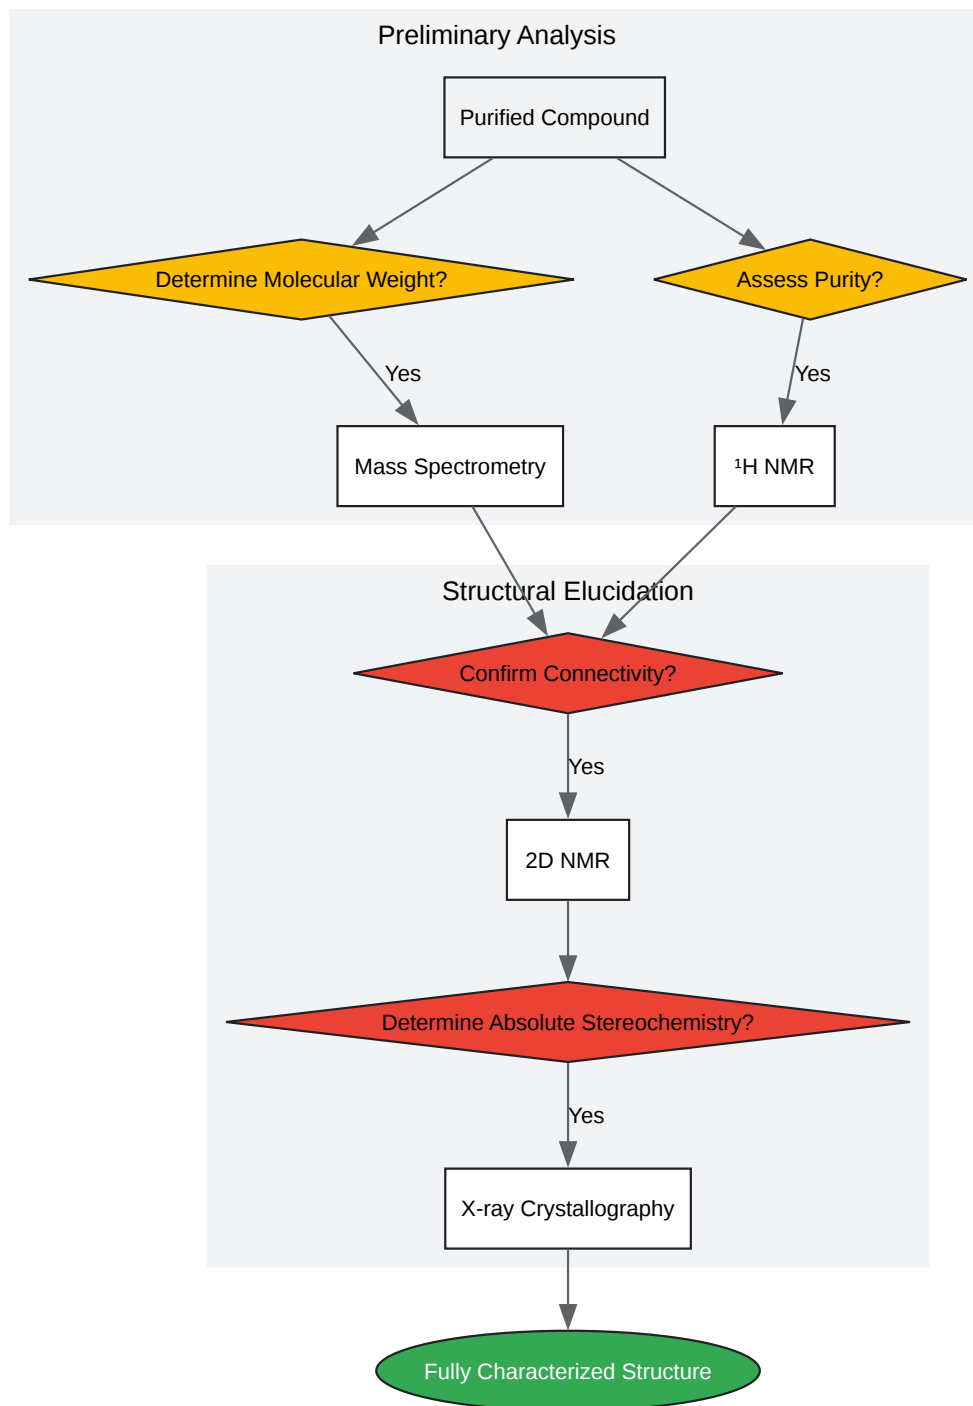 Preliminary Analysis
Purified Compound
Determine Molecular Weight?
Assess Purity?
Yes
Yes
Mass Spectrometry
¹H NMR
Structural Elucidation
Confirm Connectivity?
Yes
2D NMR
Determine Absolute Stereochemistry?
Yes
X-ray Crystallography
Fully Characterized Structure